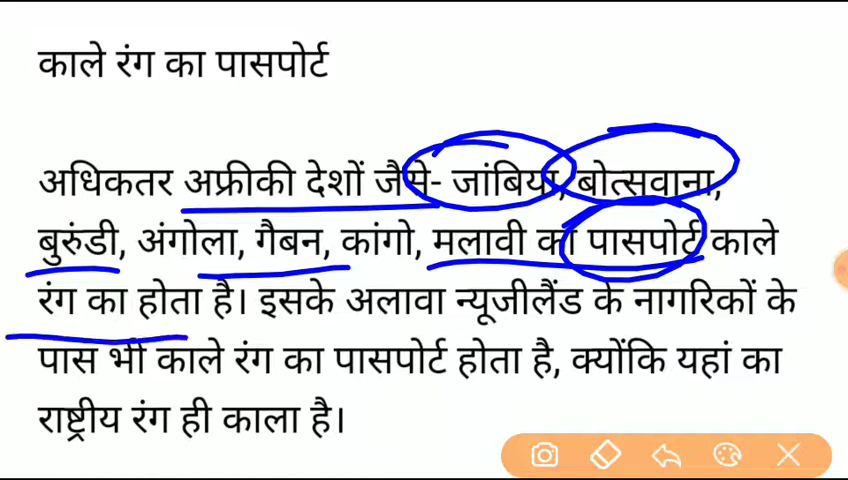 काले रंग का पासपोर्ट
अधिकतर अफ्रीकी देशों जैसे- जांबिया, बोत्सवाना,
बुरुंडी, अंगोला, गैबन, कांगो, मलावी का पासपोर्ट काले
रंग का होता है। इसके अलावा न्यूजीलैंड के नागरिकों के
पास भी काले रंग का पासपोर्ट होता है, क्योंकि यहां का
राष्ट्रीय रंग ही काला है।